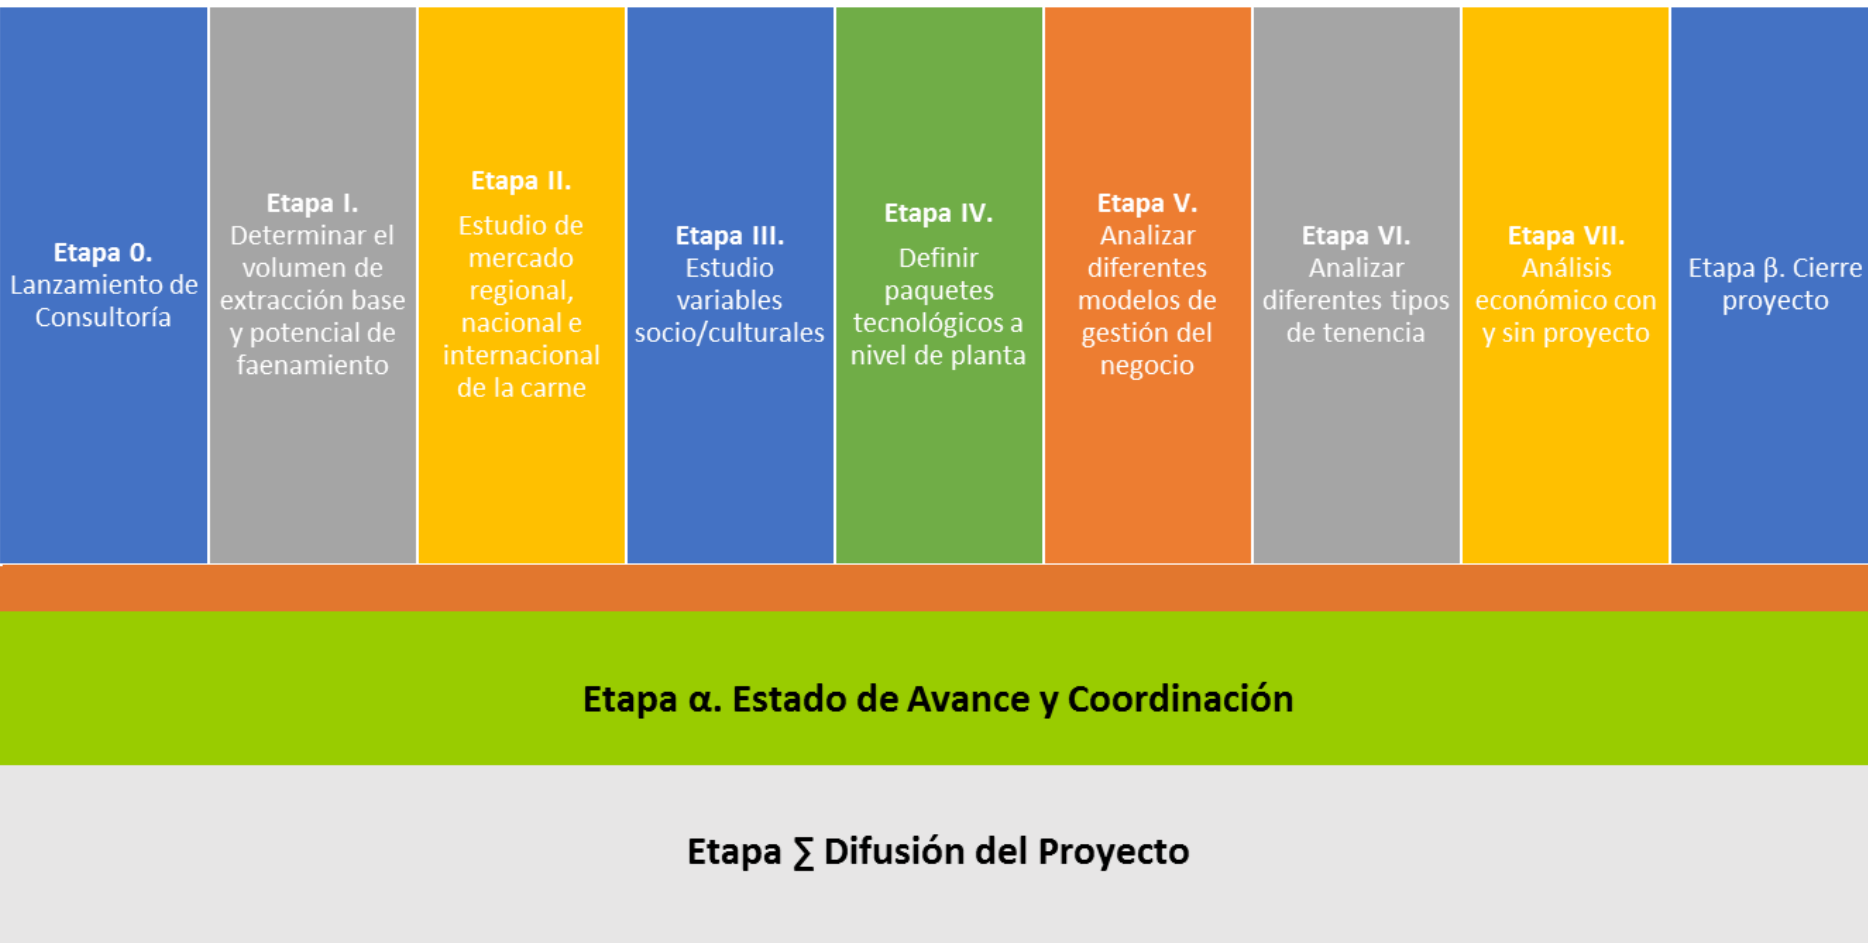 Etapa 0.
Lanzamiento de
Consultoría
Etapa I.
Determinar el
volumen de
extracción base
y potencial de
faenamiento
Etapa II.
Estudio de
mercado
regional,
nacional e
internacional
de la carne
Etapa III.
Estudio
variables
socio/culturales
Etapa IV.
Definir
paquetes
tecnológicos a
nivel de planta
Etapa V.
Analizar
diferentes
modelos de
gestión del
negocio
Etapa VI.
Analizar
diferentes tipos
de tenencia
Etapa VII.
Análisis
económico con
y sin proyecto
Etapa β. Cierre
proyecto
Etapa α. Estado de Avance y Coordinación
Etapa ∑ Difusión del Proyecto